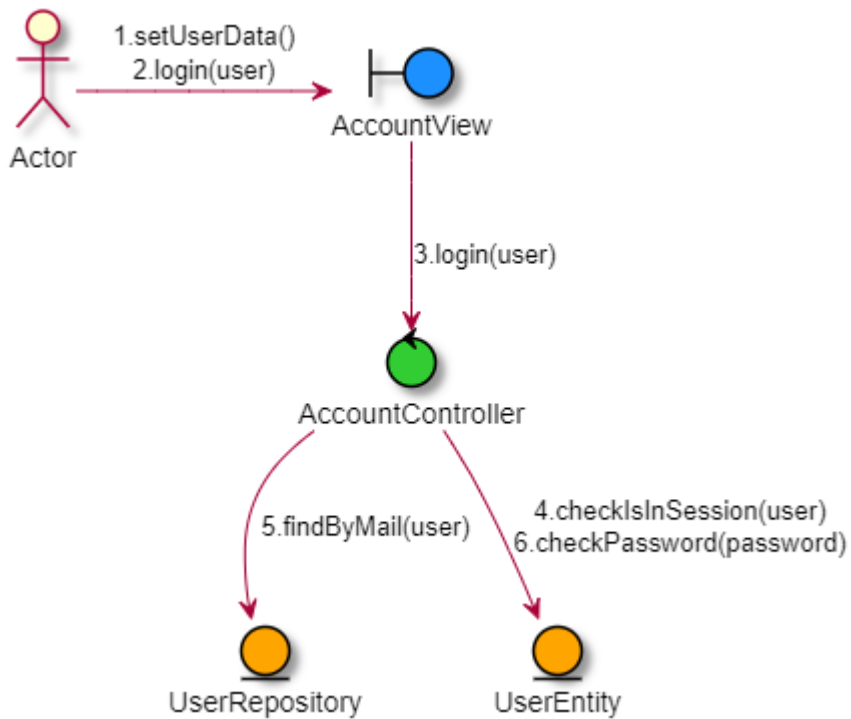 1.setUserData()
2.login(user)
Actor
AccountView
3.login(user)
AccountController
5.findByMail(user)
4.checkIsInSession(user)
6.checkPassword(password)
UserRepository
UserEntity